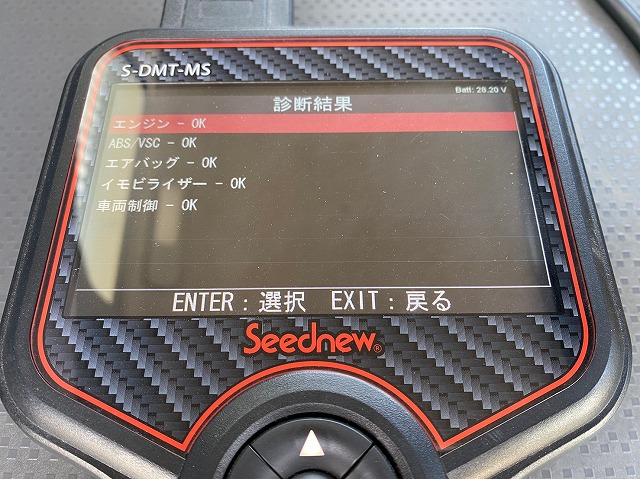 S-DMT-MS
Batt: 28.20 V
診断結果
エンジン − OK
ABS/VSC − OK
エアバッグ − OK
イモビライザー − OK
車両制御 − OK
ENTER：選択　EXIT：戻る
Seednew®